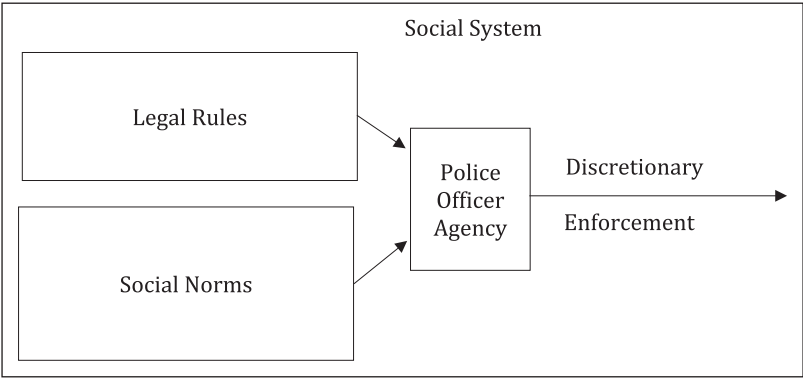 Social System
Legal Rules
Police
Officer
Agency
Discretionary
Enforcement
Social Norms